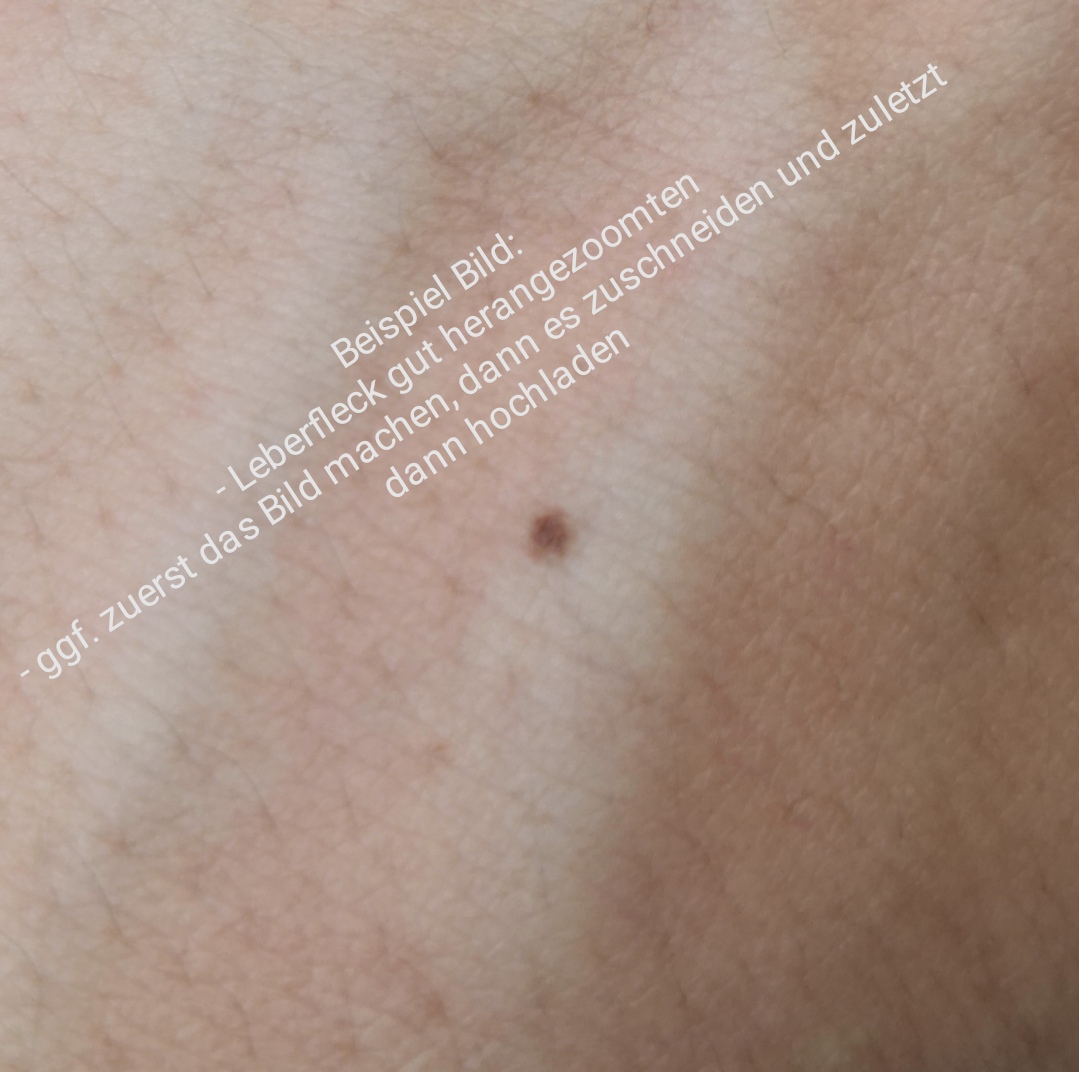 Beispiel Bild:
- Leberfleck gut herangezoomten
- ggf. zuerst das Bild machen, dann es zuschneiden und zuletzt
dann hochladen